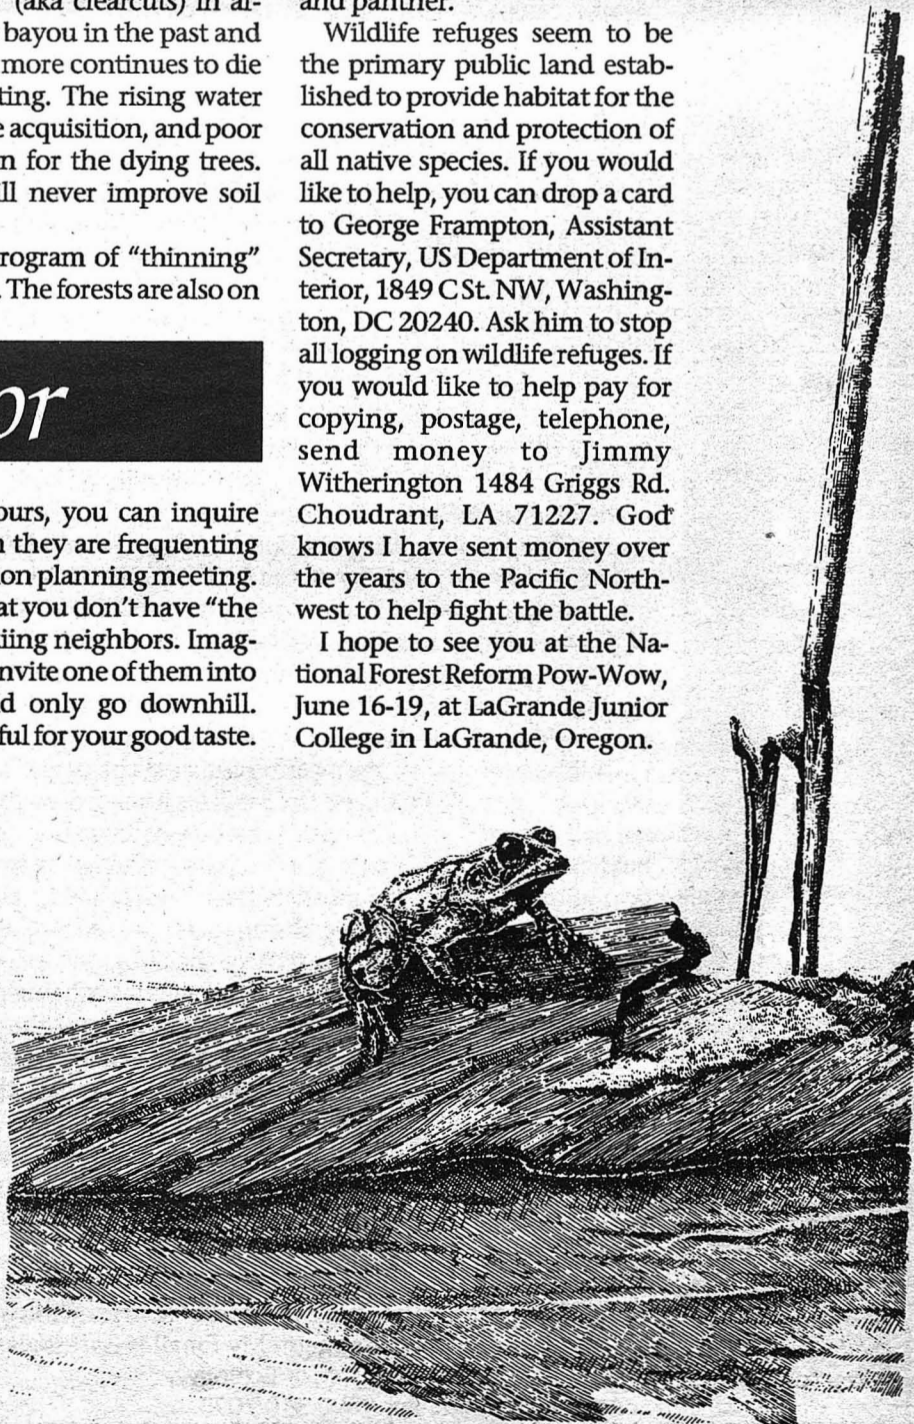 (aka clearcuts) in al-
bayou in the past and
more continues to die
ting. The rising water
e acquisition, and poor
n for the dying trees.
ll never improve soil
rogram of "thinning"
. The forests are also on
or
ours, you can inquire
n they are frequenting
on planning meeting.
at you don't have "the
iing neighbors. Imag-
nvite one of them into
d only go downhill.
ful for your good taste.
and panther.
Wildlife refuges seem to be
the primary public land estab-
lished to provide habitat for the
conservation and protection of
all native species. If you would
like to help, you can drop a card
to George Frampton, Assistant
Secretary, US Department of In-
terior, 1849 C St. NW, Washing-
ton, DC 20240. Ask him to stop
all logging on wildlife refuges. If
you would like to help pay for
copying, postage, telephone,
send money to Jimmy
Witherington 1484 Griggs Rd.
Choudrant, LA 71227. God
knows I have sent money over
the years to the Pacific North-
west to help fight the battle.
I hope to see you at the Na-
tional Forest Reform Pow-Wow,
June 16-19, at LaGrande Junior
College in LaGrande, Oregon.